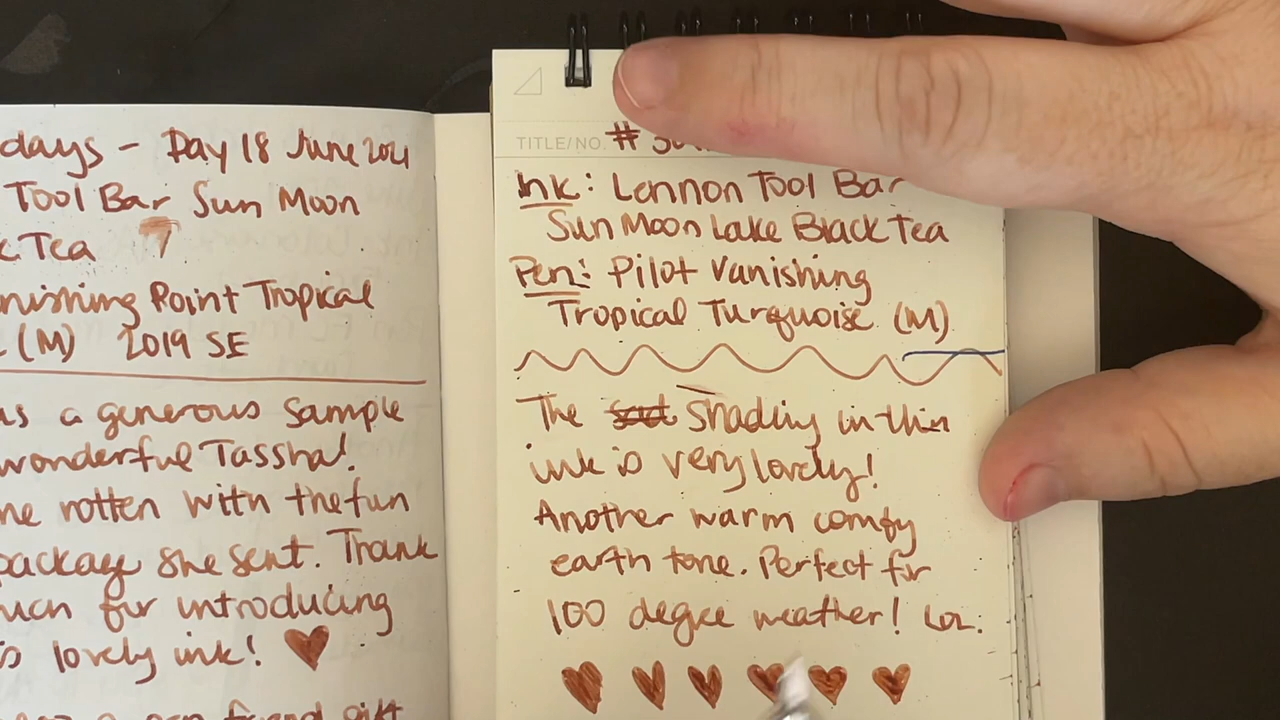 days - Day 18 June 2021
Tool Bar Sun Moon
Tea
Point Tropical
(M) 2019 SE
as a generous sample
wonderful Tassha!
me rotten with the fun
package she sent. Thank
much for introducing
lovely ink!
TITLE/NO. #
Ink: Lennon Tool Bar
Sun Moon Lake Black Tea
Pen: Pilot Vanishing
Tropical Turquoise (M)
The shading in this
ink is very lovely!
Another warm comfy
earth tone. Perfect for
100 degree weather! LOL.